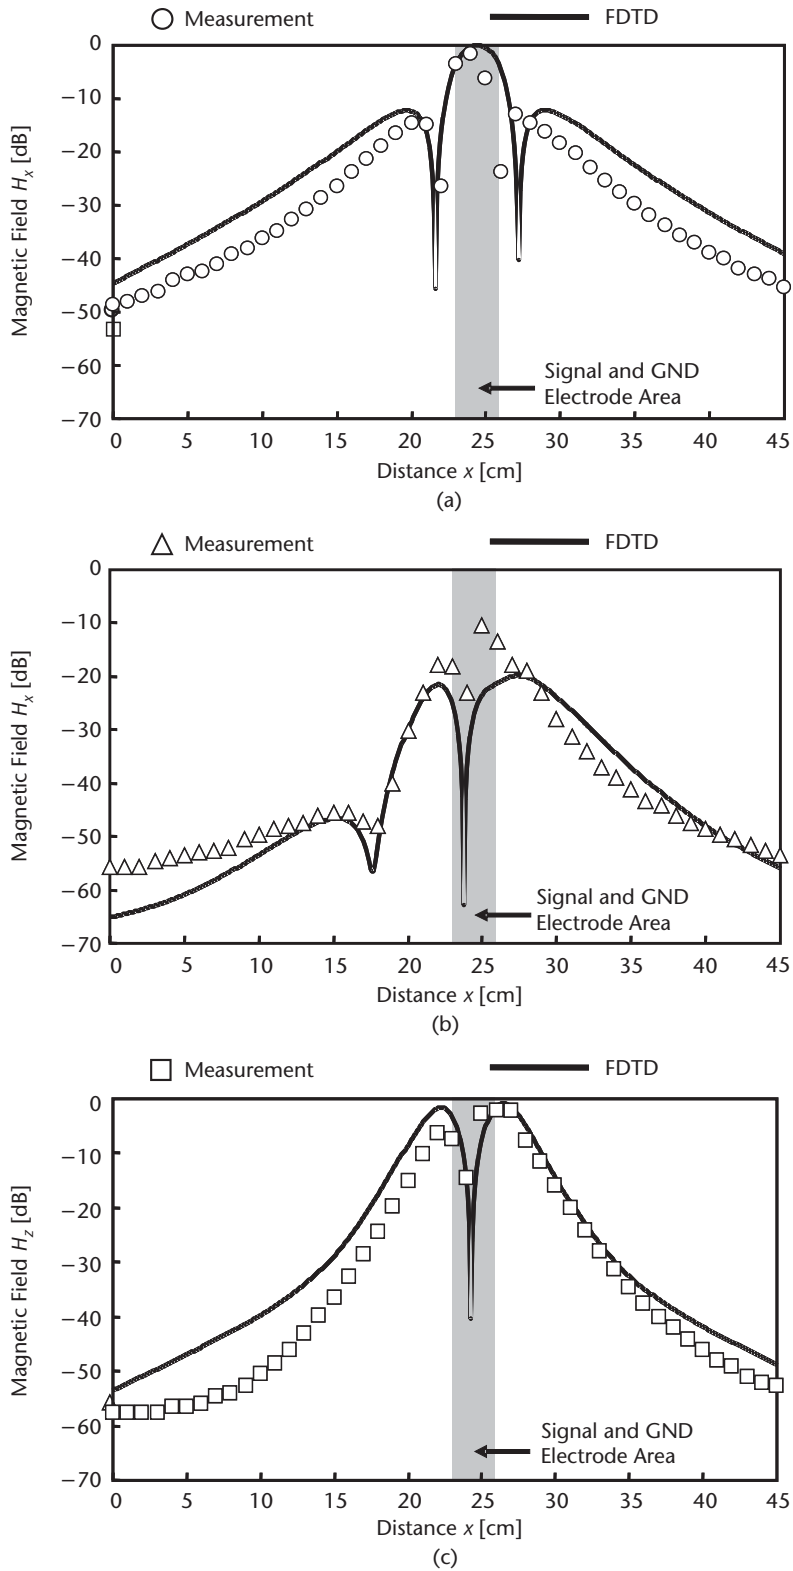 Measurement FDTD
0
−10
−20
−30
−40
−50
−60
−70
Magnetic Field Hx [dB]
Signal and GND
Electrode Area
0 5 10 15 20 25 30 35 40 45
Distance x [cm]
(a)
Measurement FDTD
0
−10
−20
−30
−40
−50
−60
−70
Magnetic Field Hx [dB]
Signal and GND
Electrode Area
0 5 10 15 20 25 30 35 40 45
Distance x [cm]
(b)
Measurement FDTD
0
−10
−20
−30
−40
−50
−60
−70
Magnetic Field Hz [dB]
Signal and GND
Electrode Area
0 5 10 15 20 25 30 35 40 45
Distance x [cm]
(c)